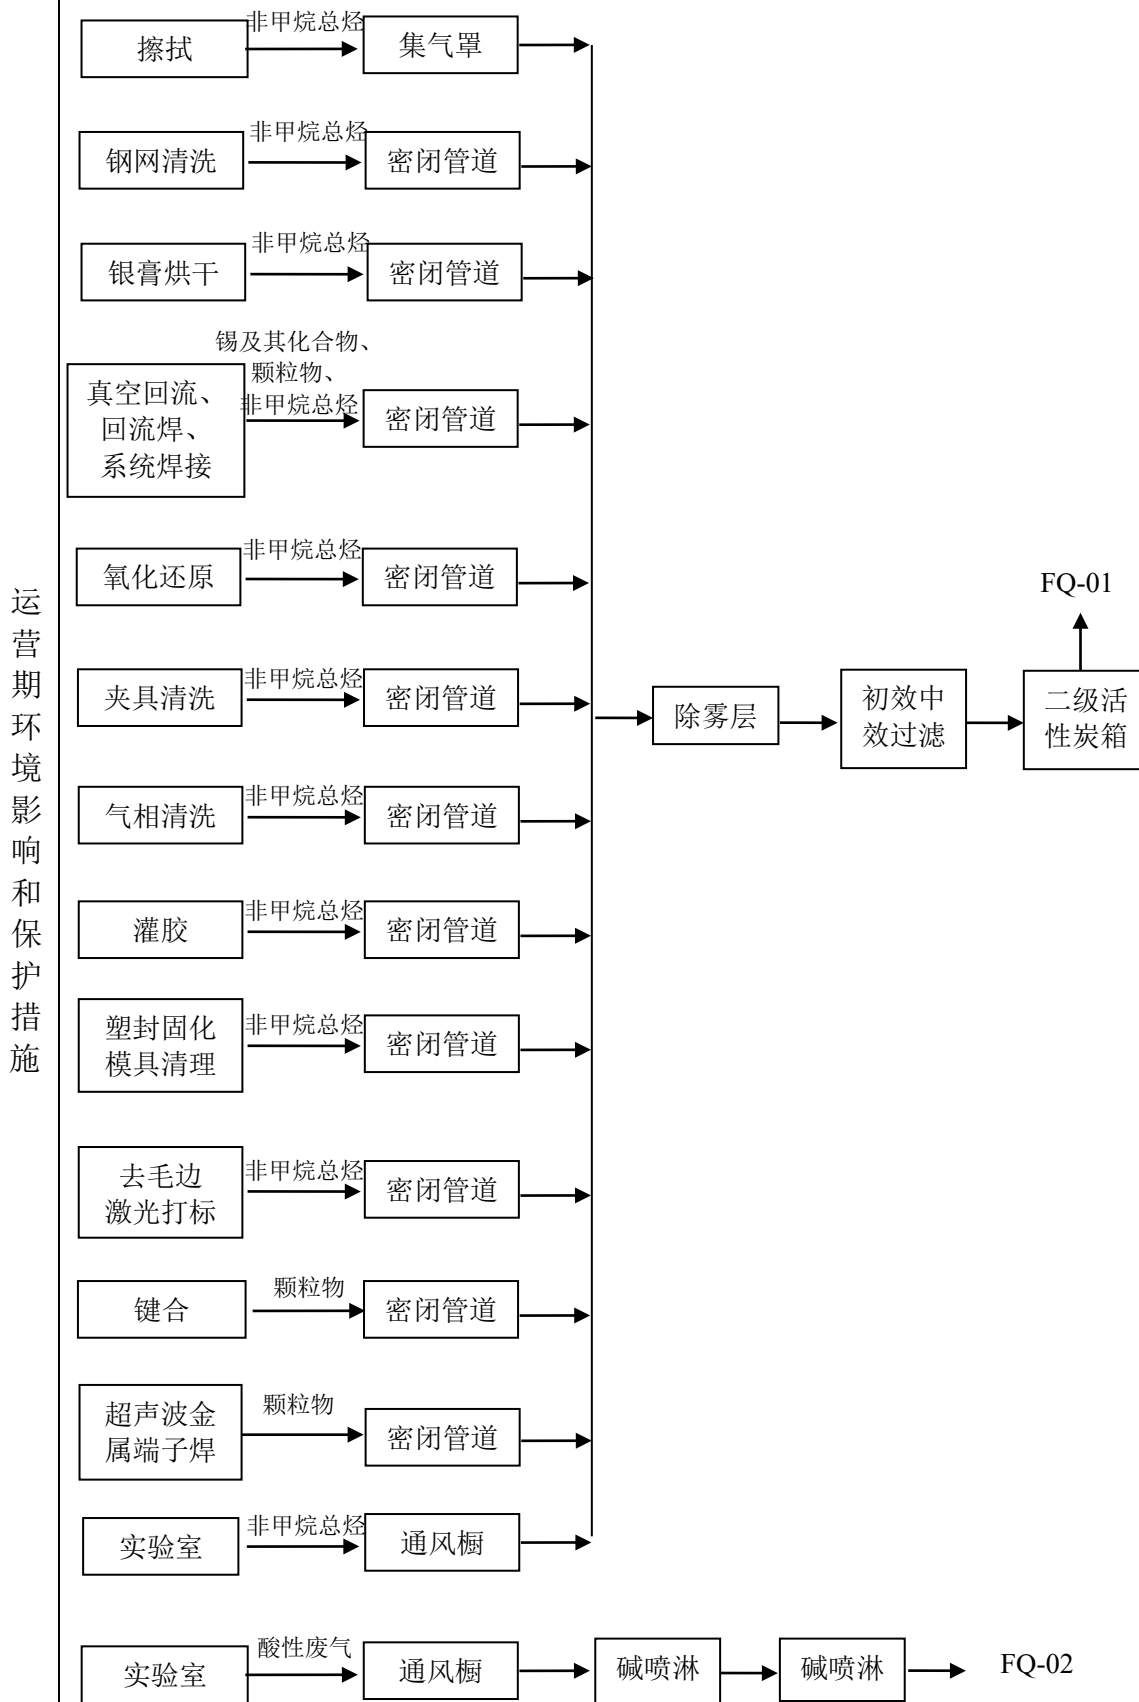 运
营
期
环
境
影
响
和
保
护
措
施
非甲烷总烃
擦拭
集气罩
非甲烷总烃
钢网清洗
密闭管道
非甲烷总烃
银膏烘干
密闭管道
锡及其化合物、
颗粒物、
非甲烷总烃
真空回流、
回流焊、
系统焊接
密闭管道
非甲烷总烃
氧化还原
密闭管道
非甲烷总烃
夹具清洗
密闭管道
非甲烷总烃
气相清洗
密闭管道
非甲烷总烃
灌胶
密闭管道
非甲烷总烃
塑封固化
模具清理
密闭管道
非甲烷总烃
去毛边
激光打标
密闭管道
颗粒物
键合
密闭管道
颗粒物
超声波金
属端子焊
密闭管道
非甲烷总烃
实验室
通风橱
除雾层
初效中
效过滤
二级活
性炭箱
FQ-01
酸性废气
实验室
通风橱
碱喷淋
碱喷淋
FQ-02